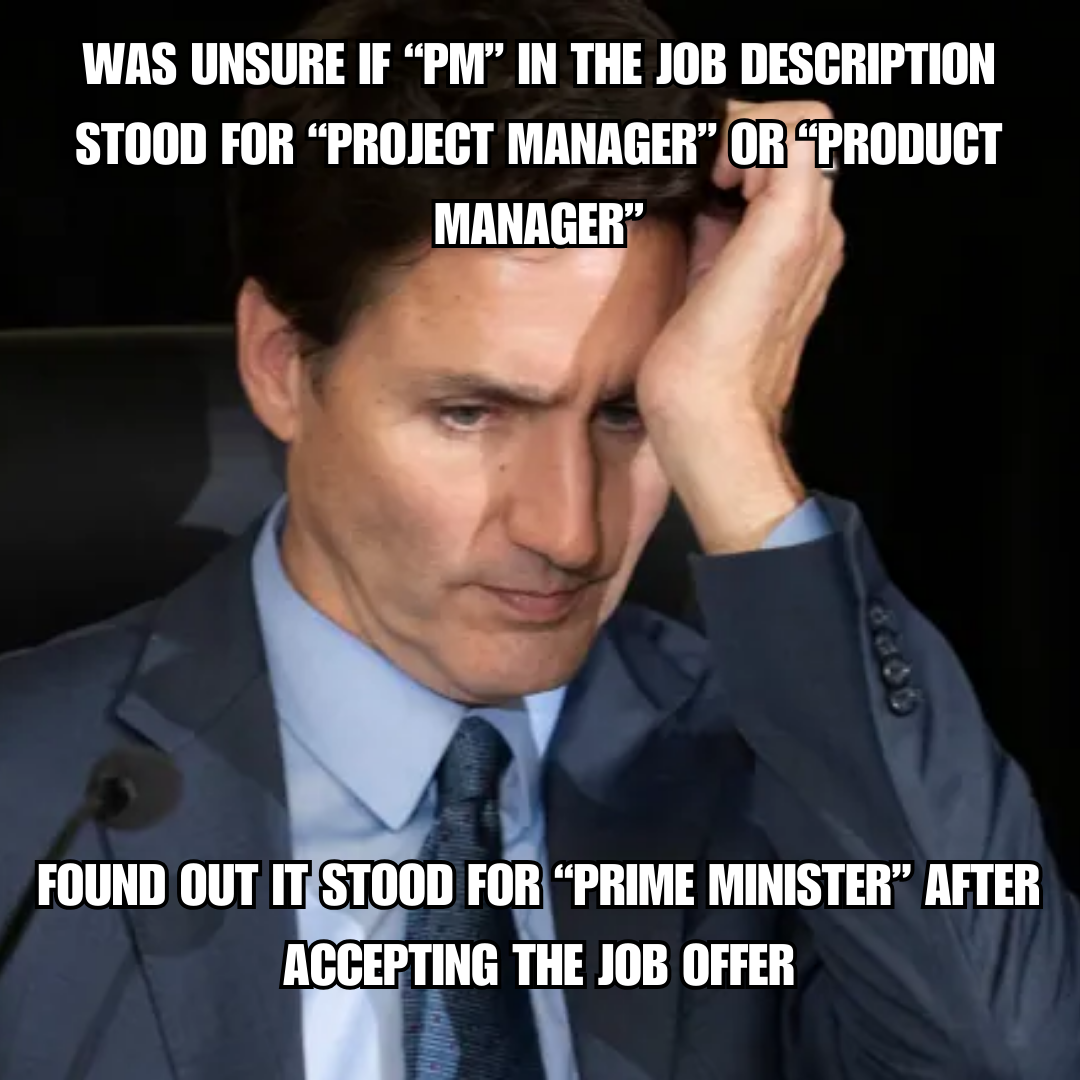 WAS UNSURE IF “PM” IN THE JOB DESCRIPTION
STOOD FOR “PROJECT MANAGER” OR “PRODUCT
MANAGER”
FOUND OUT IT STOOD FOR “PRIME MINISTER” AFTER
ACCEPTING THE JOB OFFER